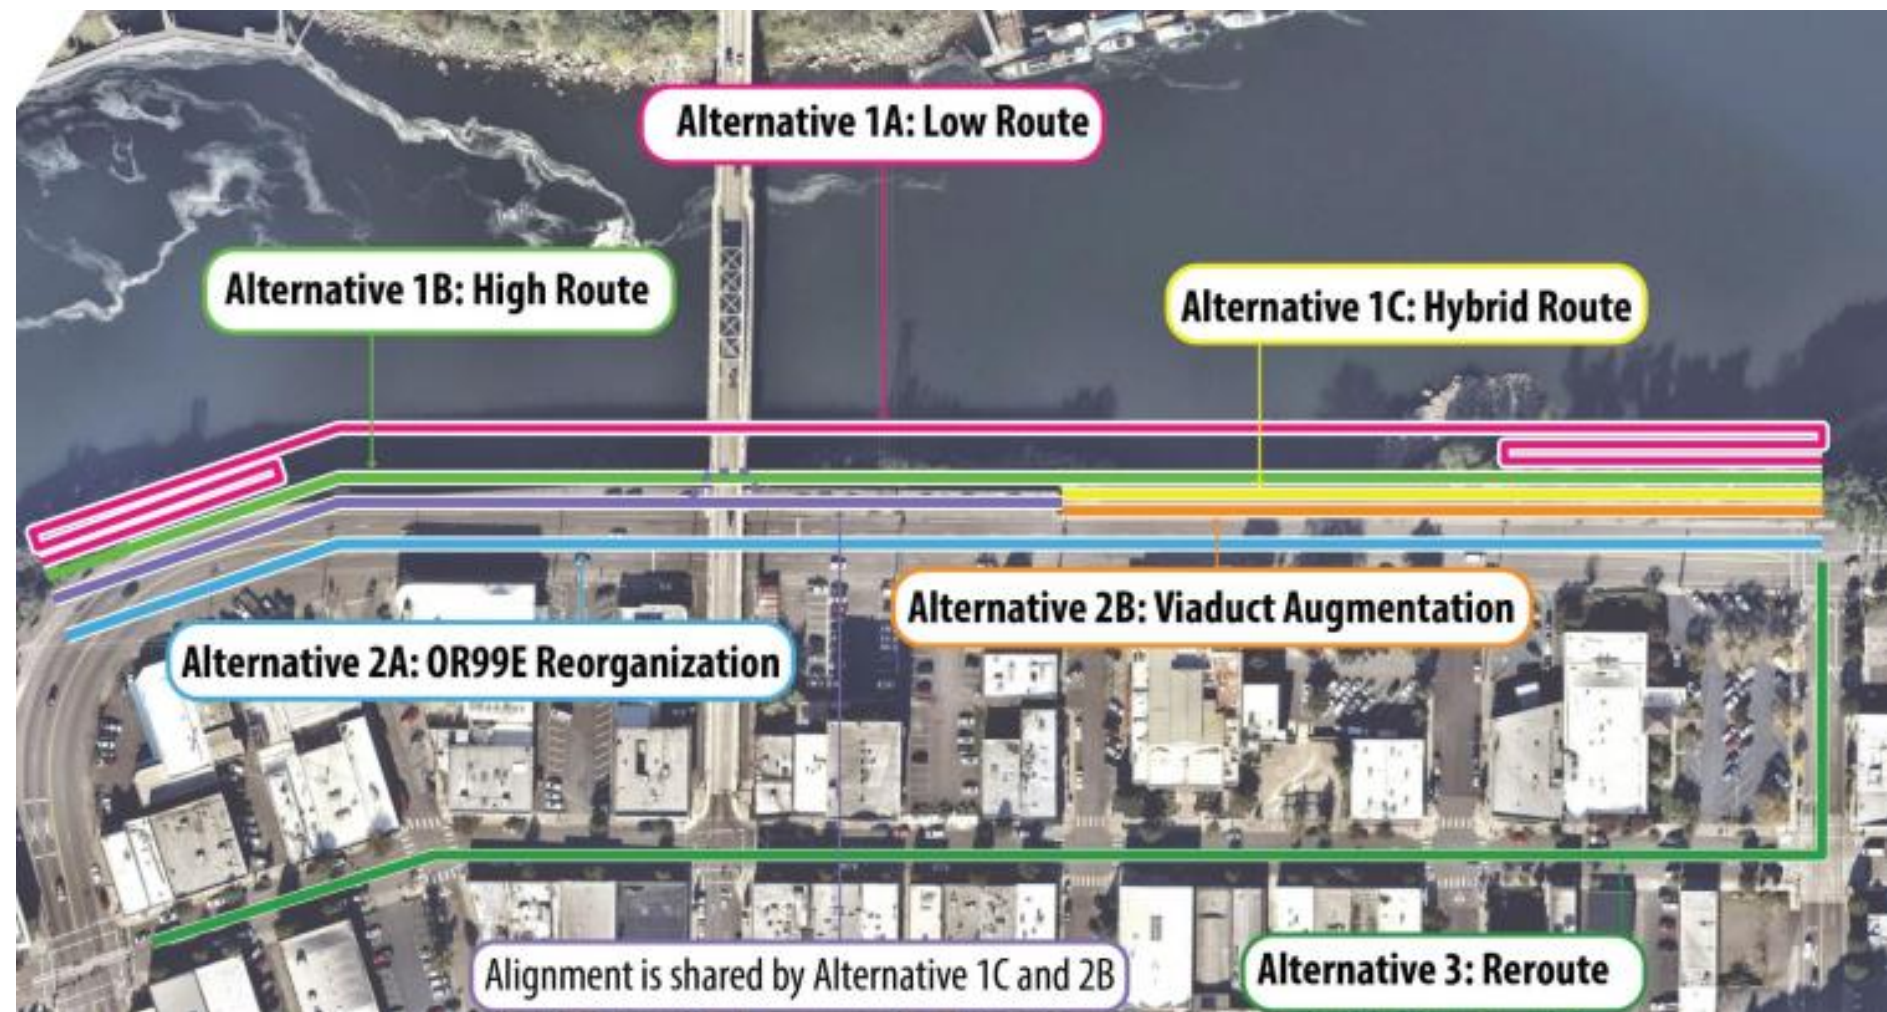 Alternative 1A: Low Route
Alternative 1B: High Route
Alternative 1C: Hybrid Route
Alternative 2B: Viaduct Augmentation
Alternative 2A: OR99E Reorganization
Alignment is shared by Alternative 1C and 2B
Alternative 3: Reroute